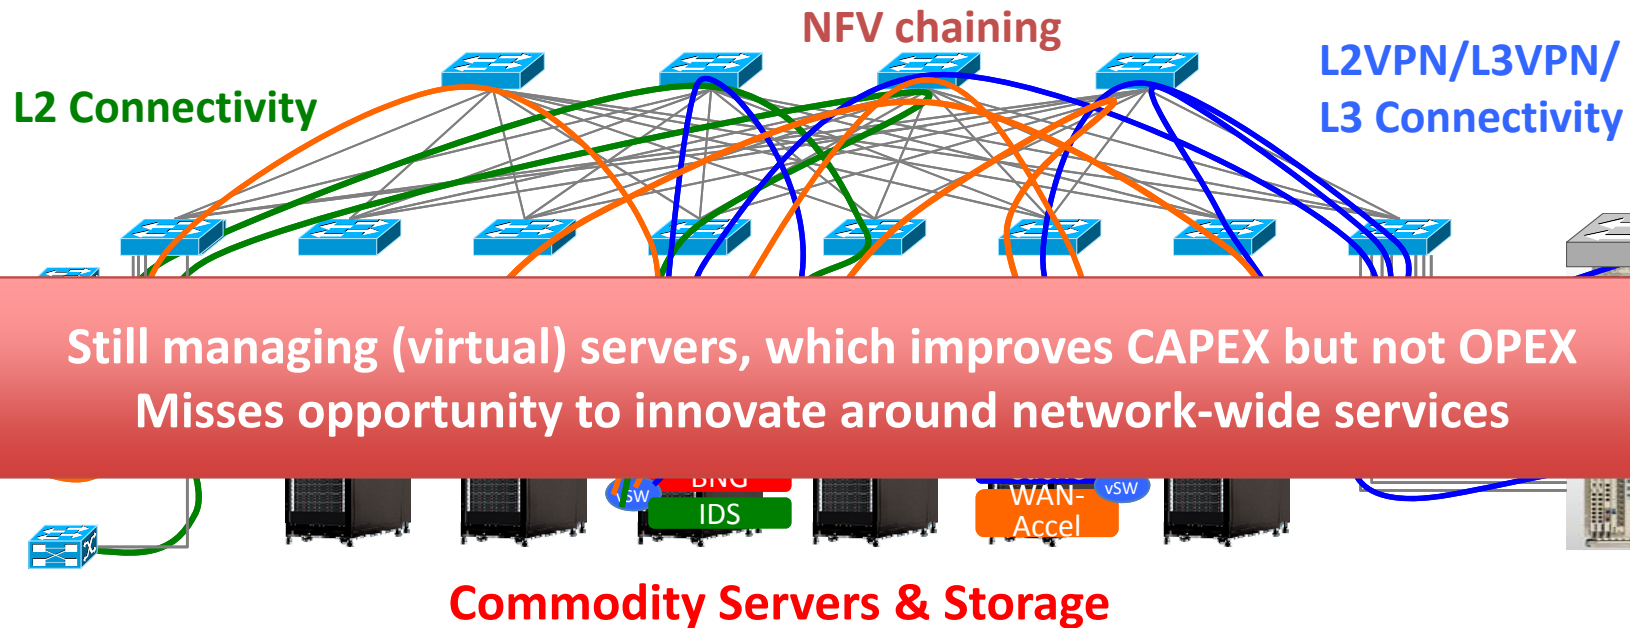 NFV chaining
L2VPN/L3VPN/
L3 Connectivity
L2 Connectivity
Still managing (virtual) servers, which improves CAPEX but not OPEX
Misses opportunity to innovate around network-wide services
BNG
vSW
IDS
WAN-
Accel
vSW
Commodity Servers & Storage